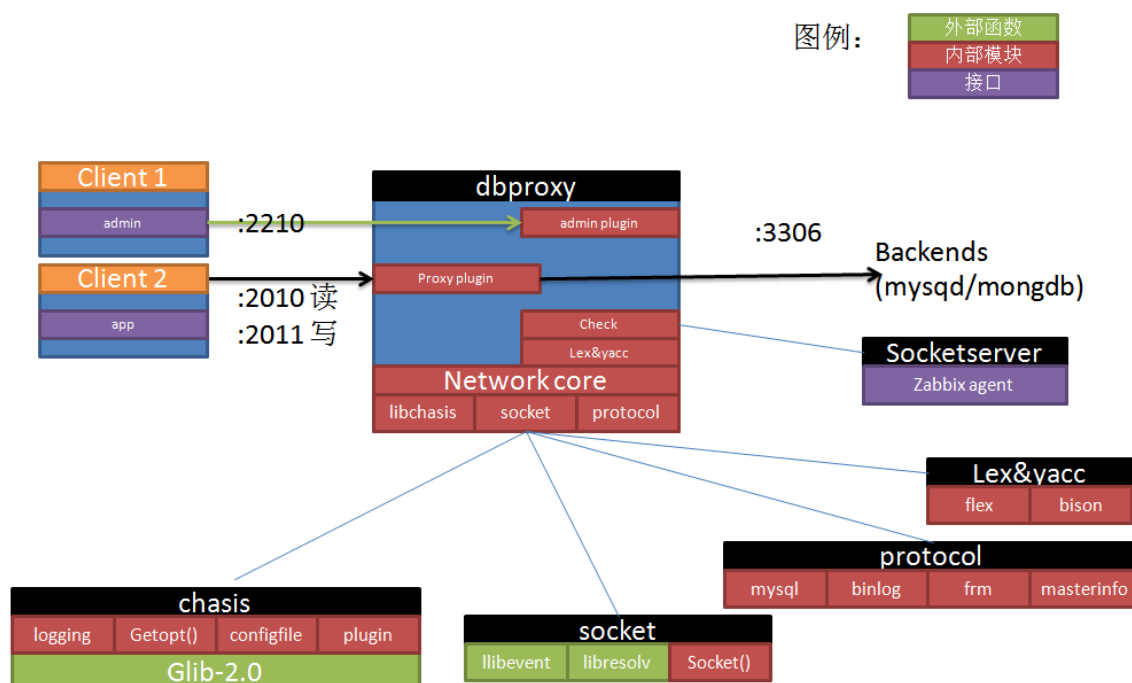 图例：
外部函数
内部模块
接口
Client 1
admin
:2210
Client 2
app
:2010 读
:2011 写
dbproxy
admin plugin
Proxy plugin
Check
Lex&yacc
Network core
libchasis
socket
protocol
:3306
Backends
(mysqd/mongdb)
Socketserver
Zabbix agent
Lex&yacc
flex
bison
protocol
mysql
binlog
frm
masterinfo
chasis
logging
Getopt()
configfile
plugin
Glib-2.0
socket
llibevent
libresolv
Socket()